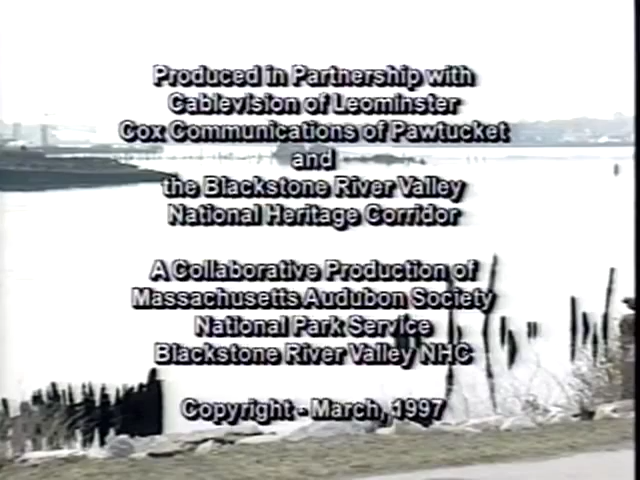 Produced in Partnership with
Cablevision of Leominster
Cox Communications of Pawtucket
and
the Blackstone River Valley
National Heritage Corridor
A Collaborative Production of
Massachusetts Audubon Society
National Park Service
Blackstone River Valley NHC
Copyright - March, 1997